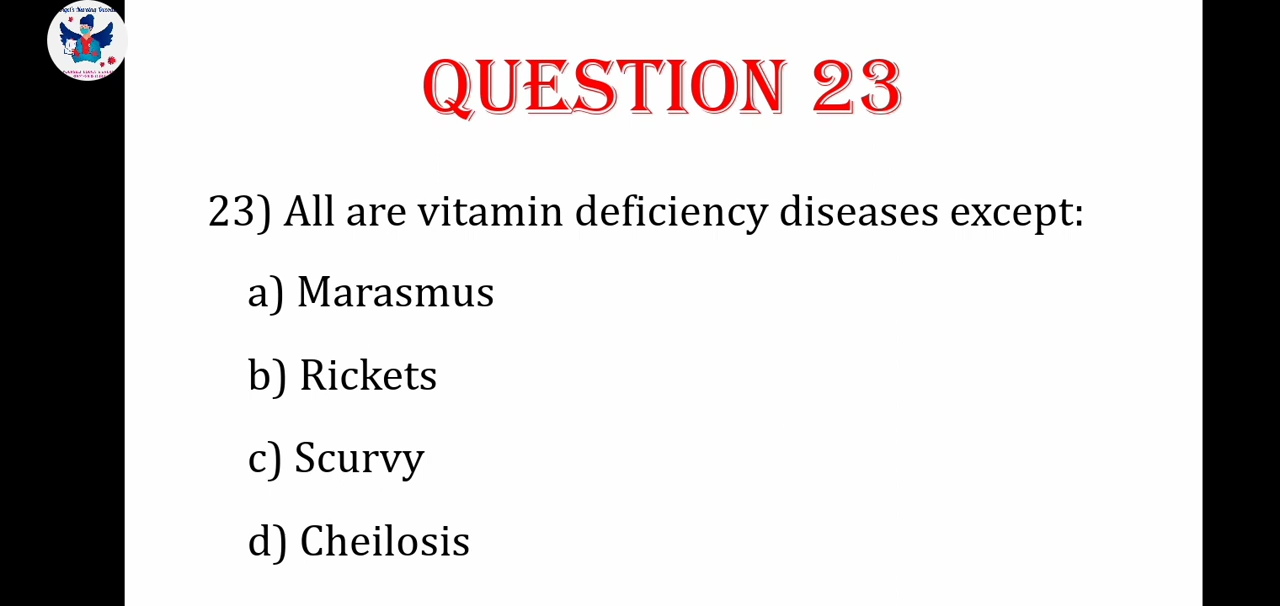 QUESTION 23
23) All are vitamin deficiency diseases except:
a) Marasmus
b) Rickets
c) Scurvy
d) Cheilosis